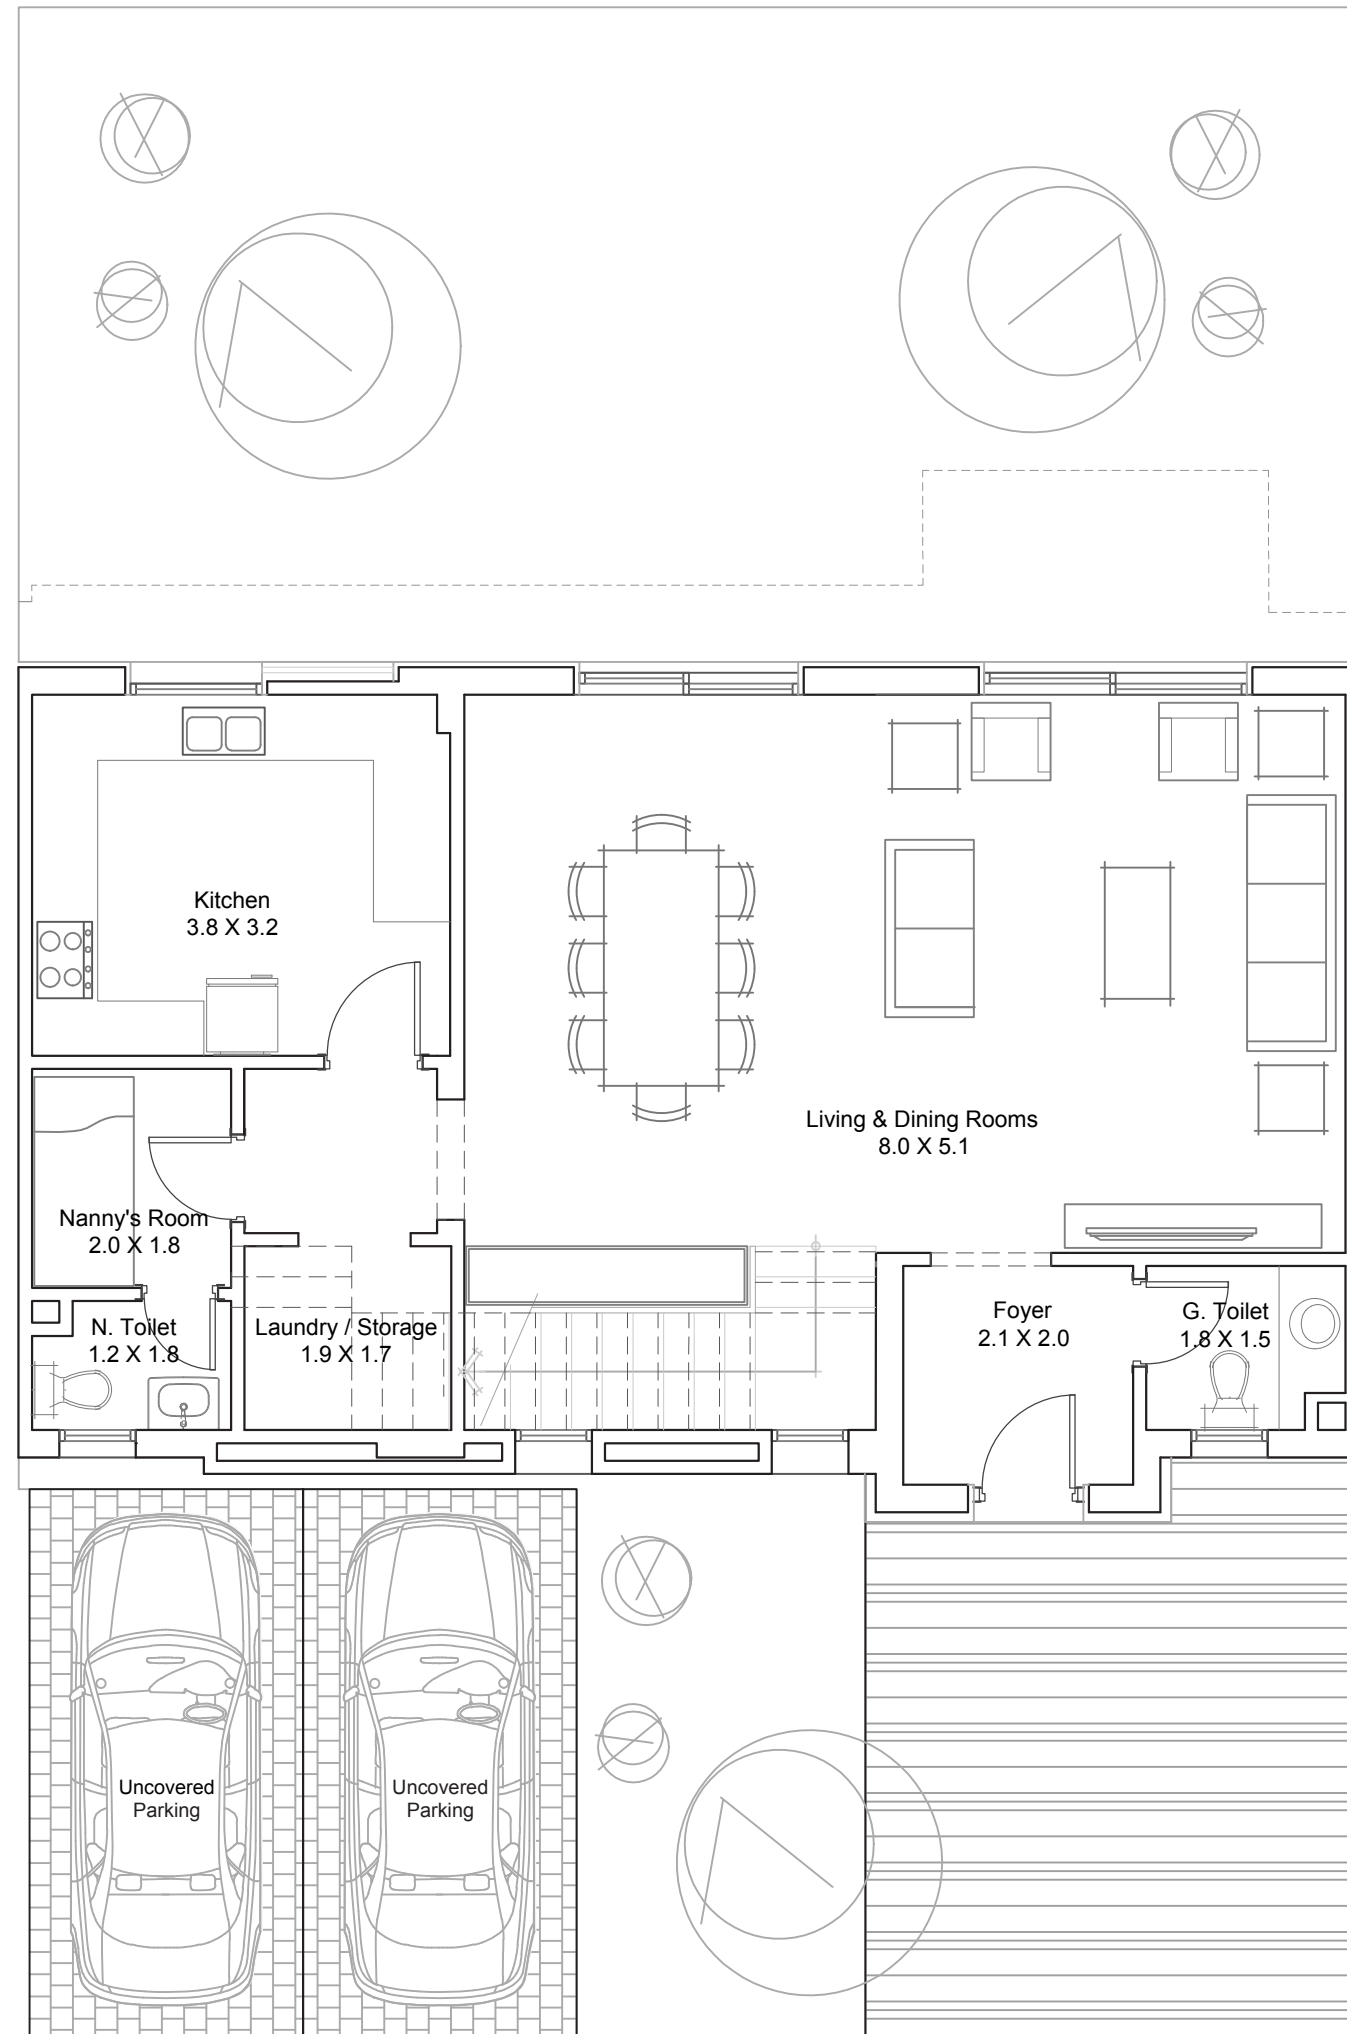 Kitchen
3.8 X 3.2
Living & Dining Rooms
8.0 X 5.1
Nanny's Room
2.0 X 1.8
N. Toilet
1.2 X 1.8
Laundry / Storage
1.9 X 1.7
Foyer
2.1 X 2.0
G. Toilet
1.8 X 1.5
Uncovered
Parking
Uncovered
Parking